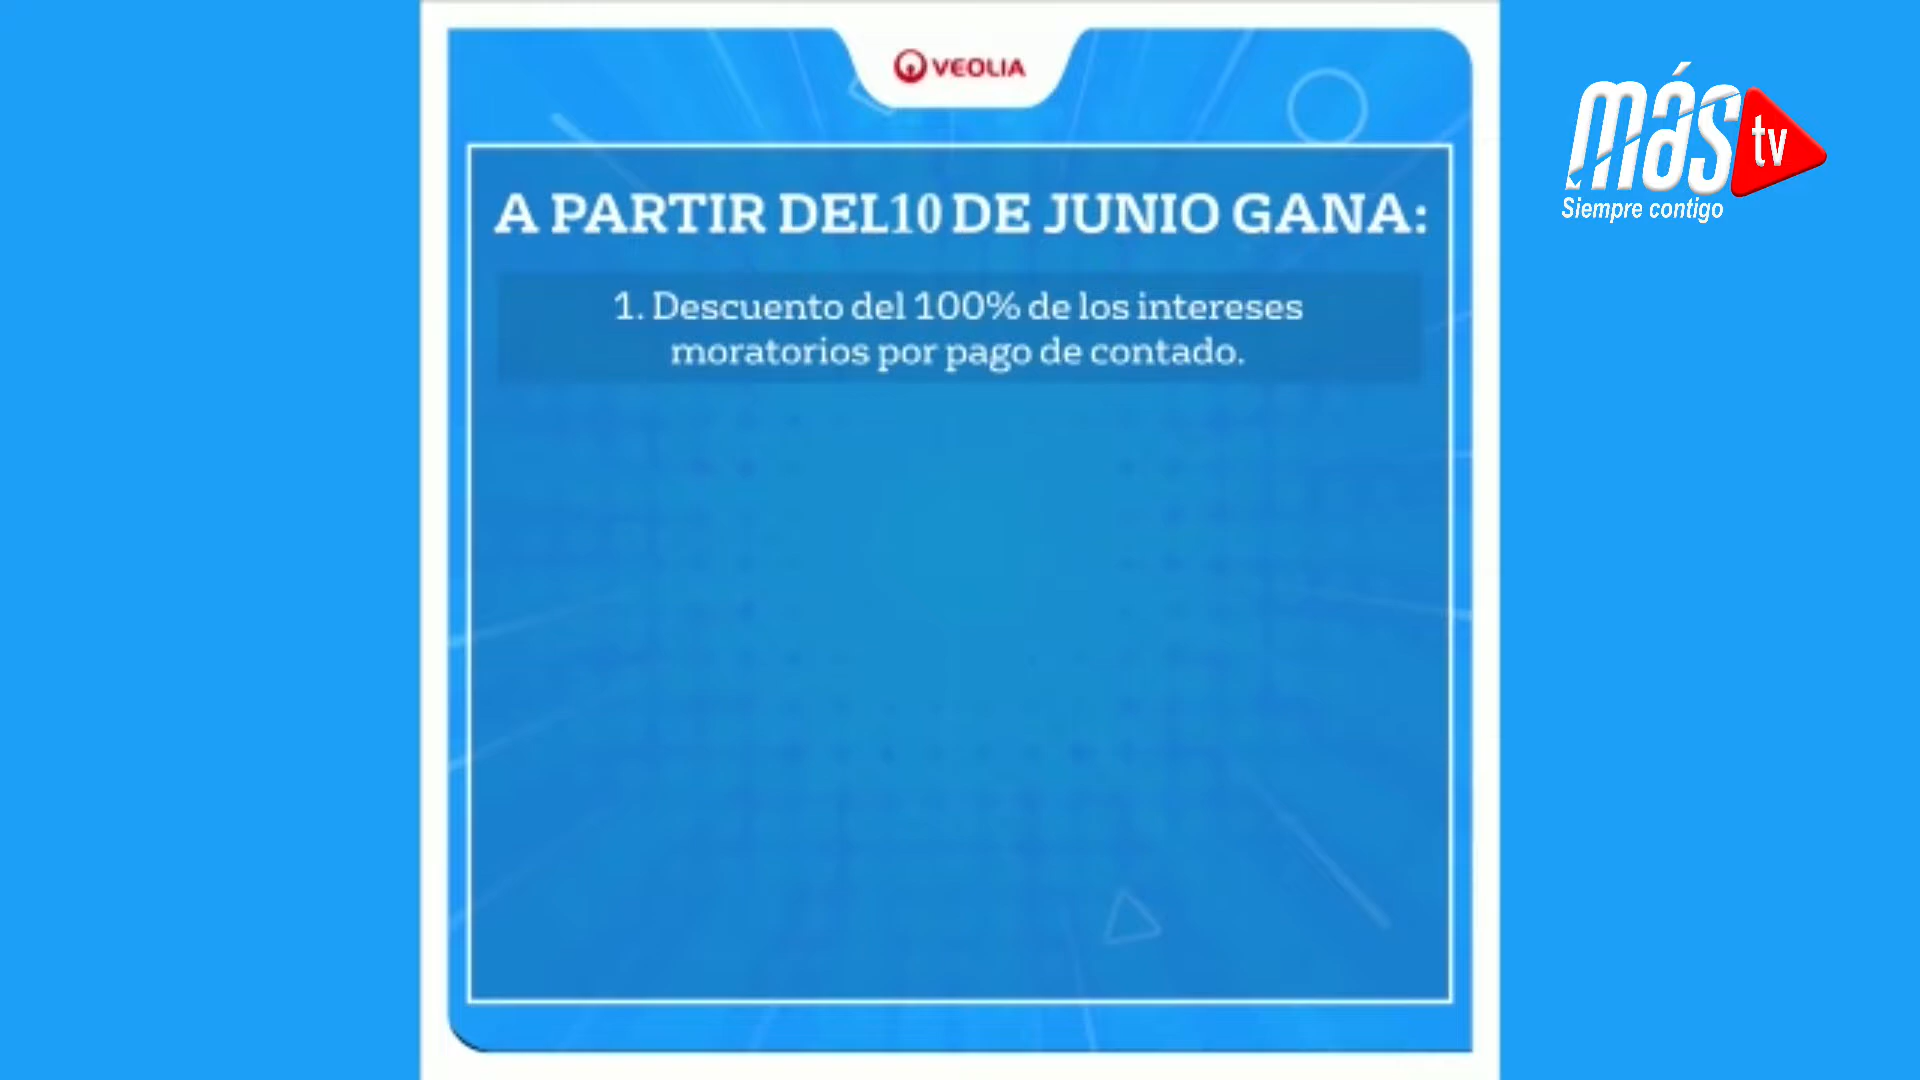 VEOLIA
más tv
Siempre contigo
A PARTIR DEL10 DE JUNIO GANA:
1. Descuento del 100% de los intereses
moratorios por pago de contado.